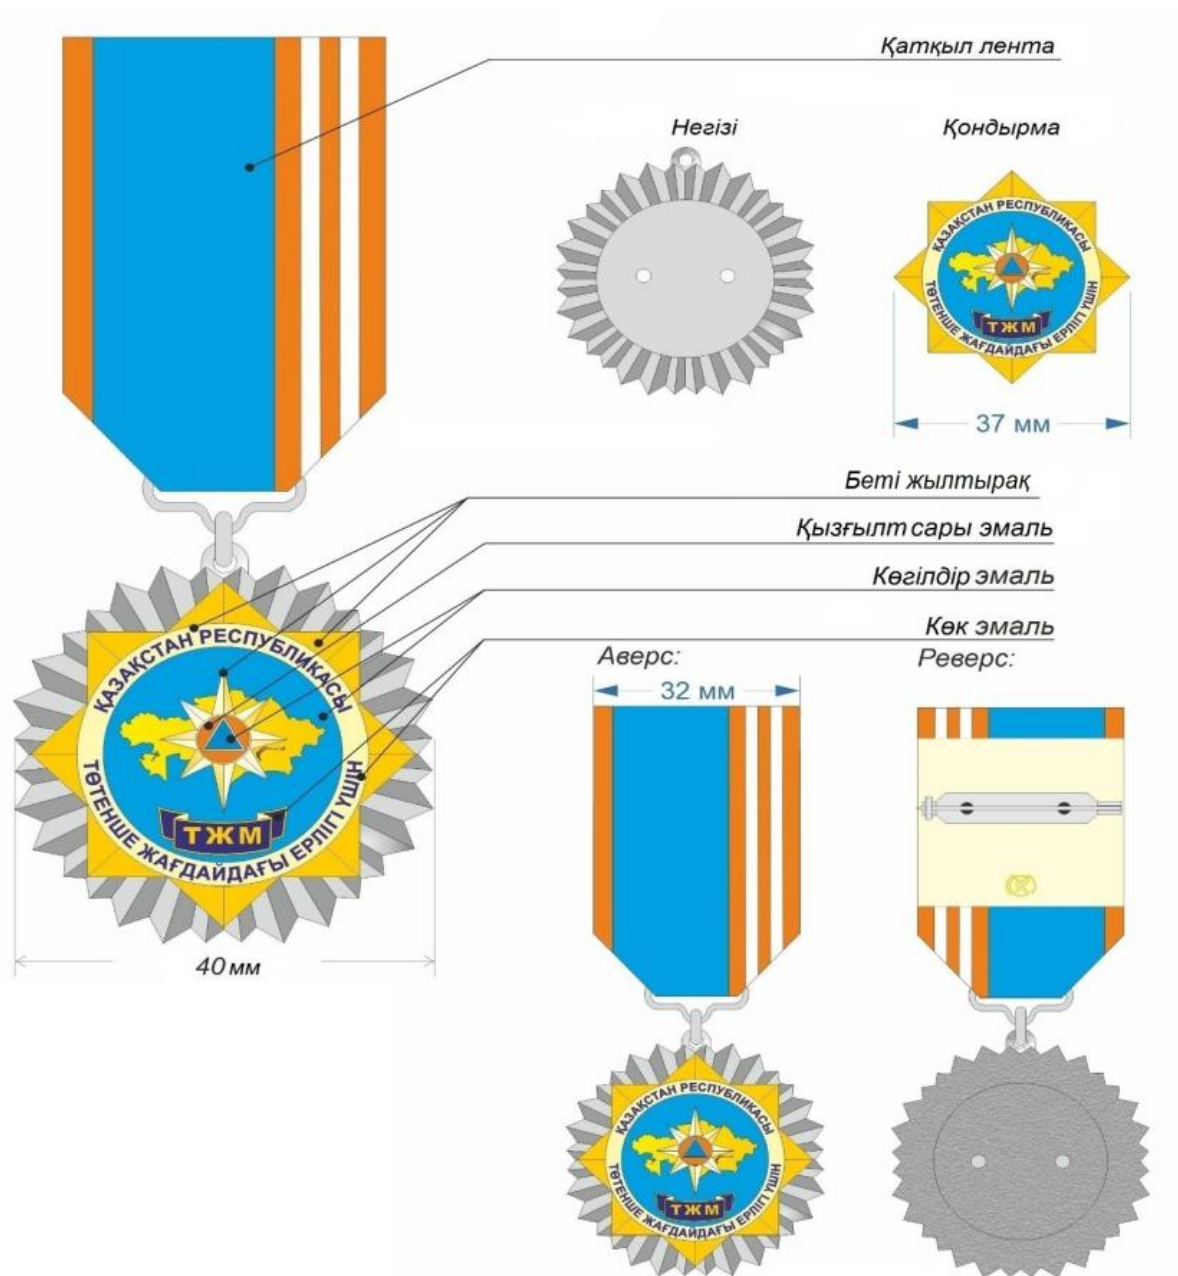 Қатқыл лента
Негізі
Қондырма
ҚАЗАҚСТАН РЕСПУБЛИКАСЫ
ТӨТЕНШЕ ЖАҒДАЙДАҒЫ ЕРЛІГІ ҮШІН
ТЖМ
37 мм
Беті жылтырақ
Қызғылт сары эмаль
Көгілдір эмаль
Көк эмаль
ҚАЗАҚСТАН РЕСПУБЛИКАСЫ
ТӨТЕНШЕ ЖАҒДАЙДАҒЫ ЕРЛІГІ ҮШІН
ТЖМ
40 мм
Аверс:
Реверс:
32 мм
ҚАЗАҚСТАН РЕСПУБЛИКАСЫ
ТӨТЕНШЕ ЖАҒДАЙДАҒЫ ЕРЛІГІ ҮШІН
ТЖМ